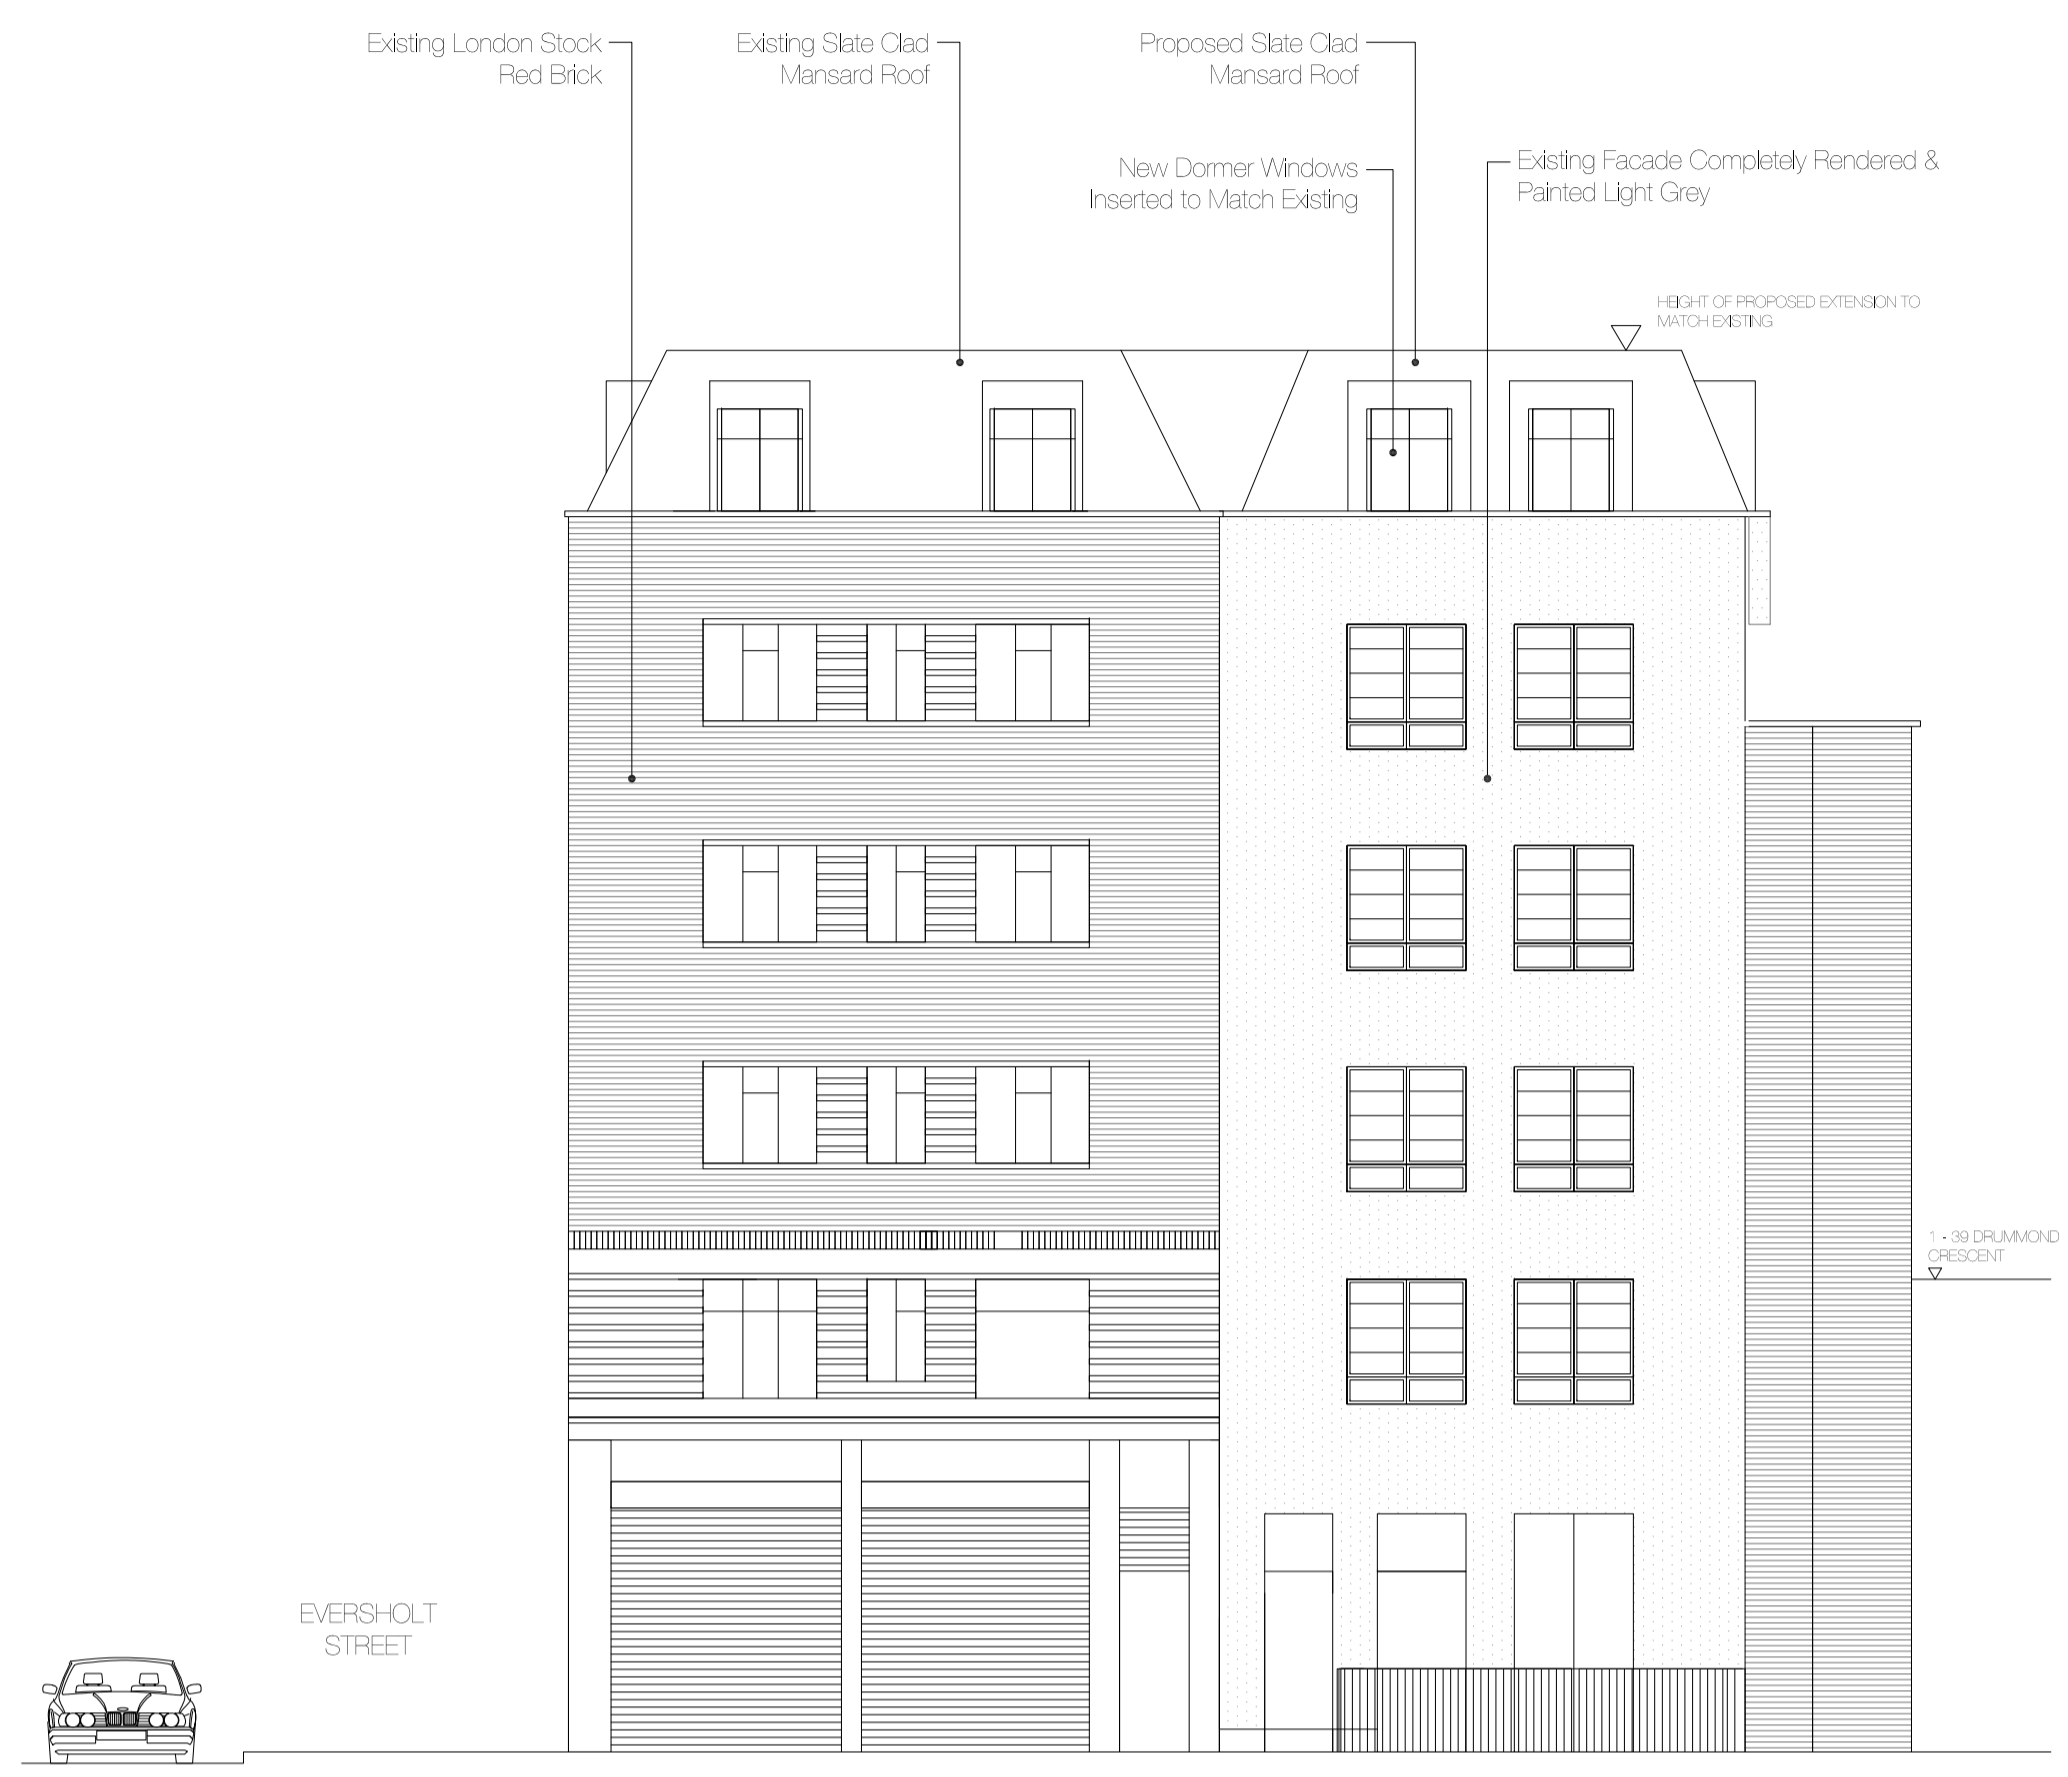 Existing London Stock
Red Brick
Existing Slate Clad
Mansard Roof
Proposed Slate Clad
Mansard Roof
New Dormer Windows
Inserted to Match Existing
Existing Facade Completely Rendered &
Painted Light Grey
HEIGHT OF PROPOSED EXTENSION TO
MATCH EXISTING
1 - 39 DRUMMOND
CRESCENT
EVERSHOLT
STREET